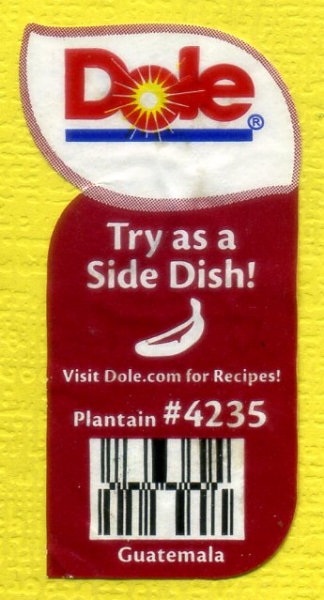 Dole®
Try as a
Side Dish!
Visit Dole.com for Recipes!
Plantain #4235
Guatemala